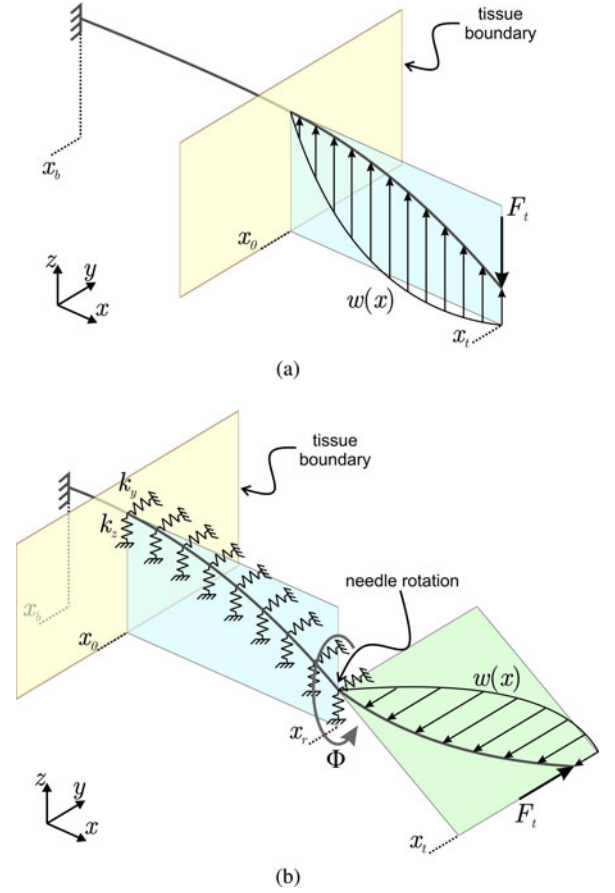 tissue
boundary
x_b
x_0
F_t
z
y
x
w(x)
x_t
(a)
tissue
boundary
k_y
k_z
needle rotation
x_b
x_0
w(x)
x_r
Φ
F_t
z
y
x
x_t
(b)